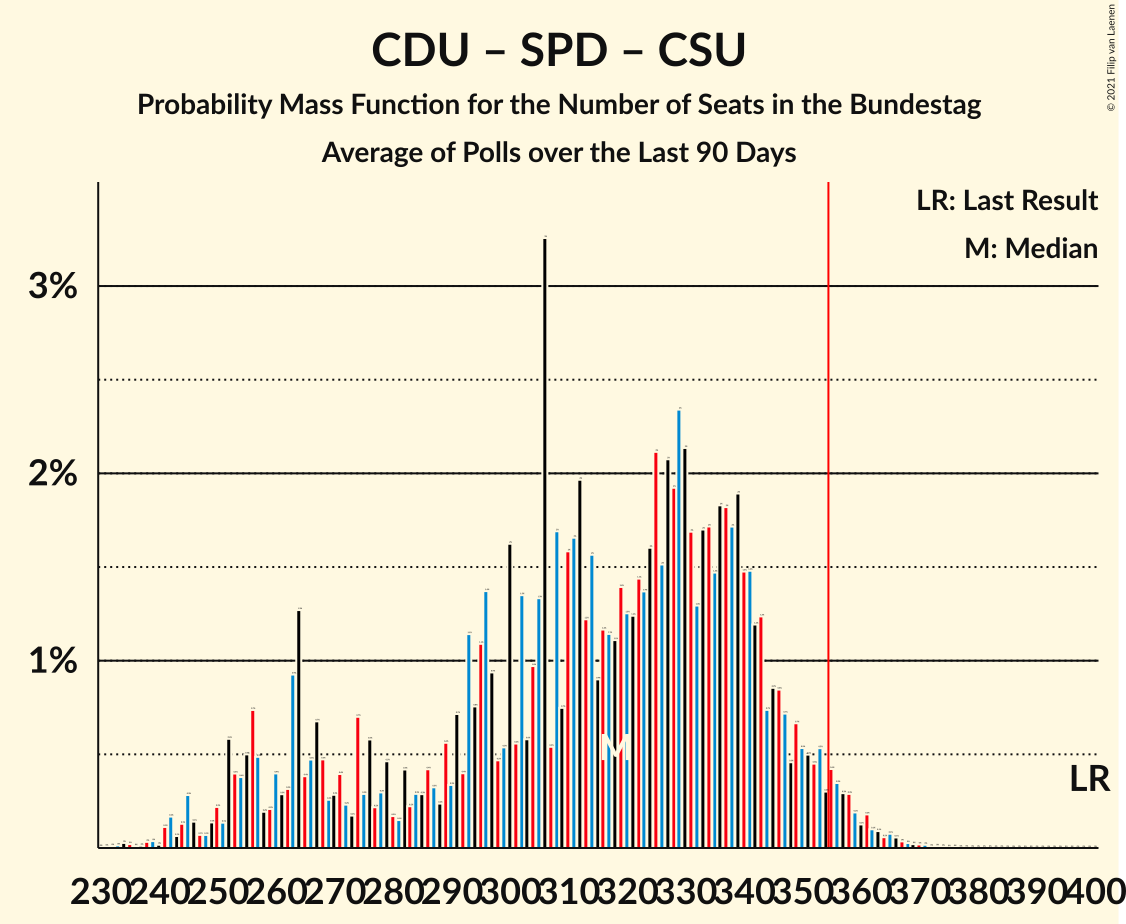 CDU – SPD – CSU
Probability Mass Function for the Number of Seats in the Bundestag
Average of Polls over the Last 90 Days
© 2021 Filip van Laenen
LR: Last Result
M: Median
3%
2%
1%
M
LR
230 240 250 260 270 280 290 300 310 320 330 340 350 360 370 380 390 400